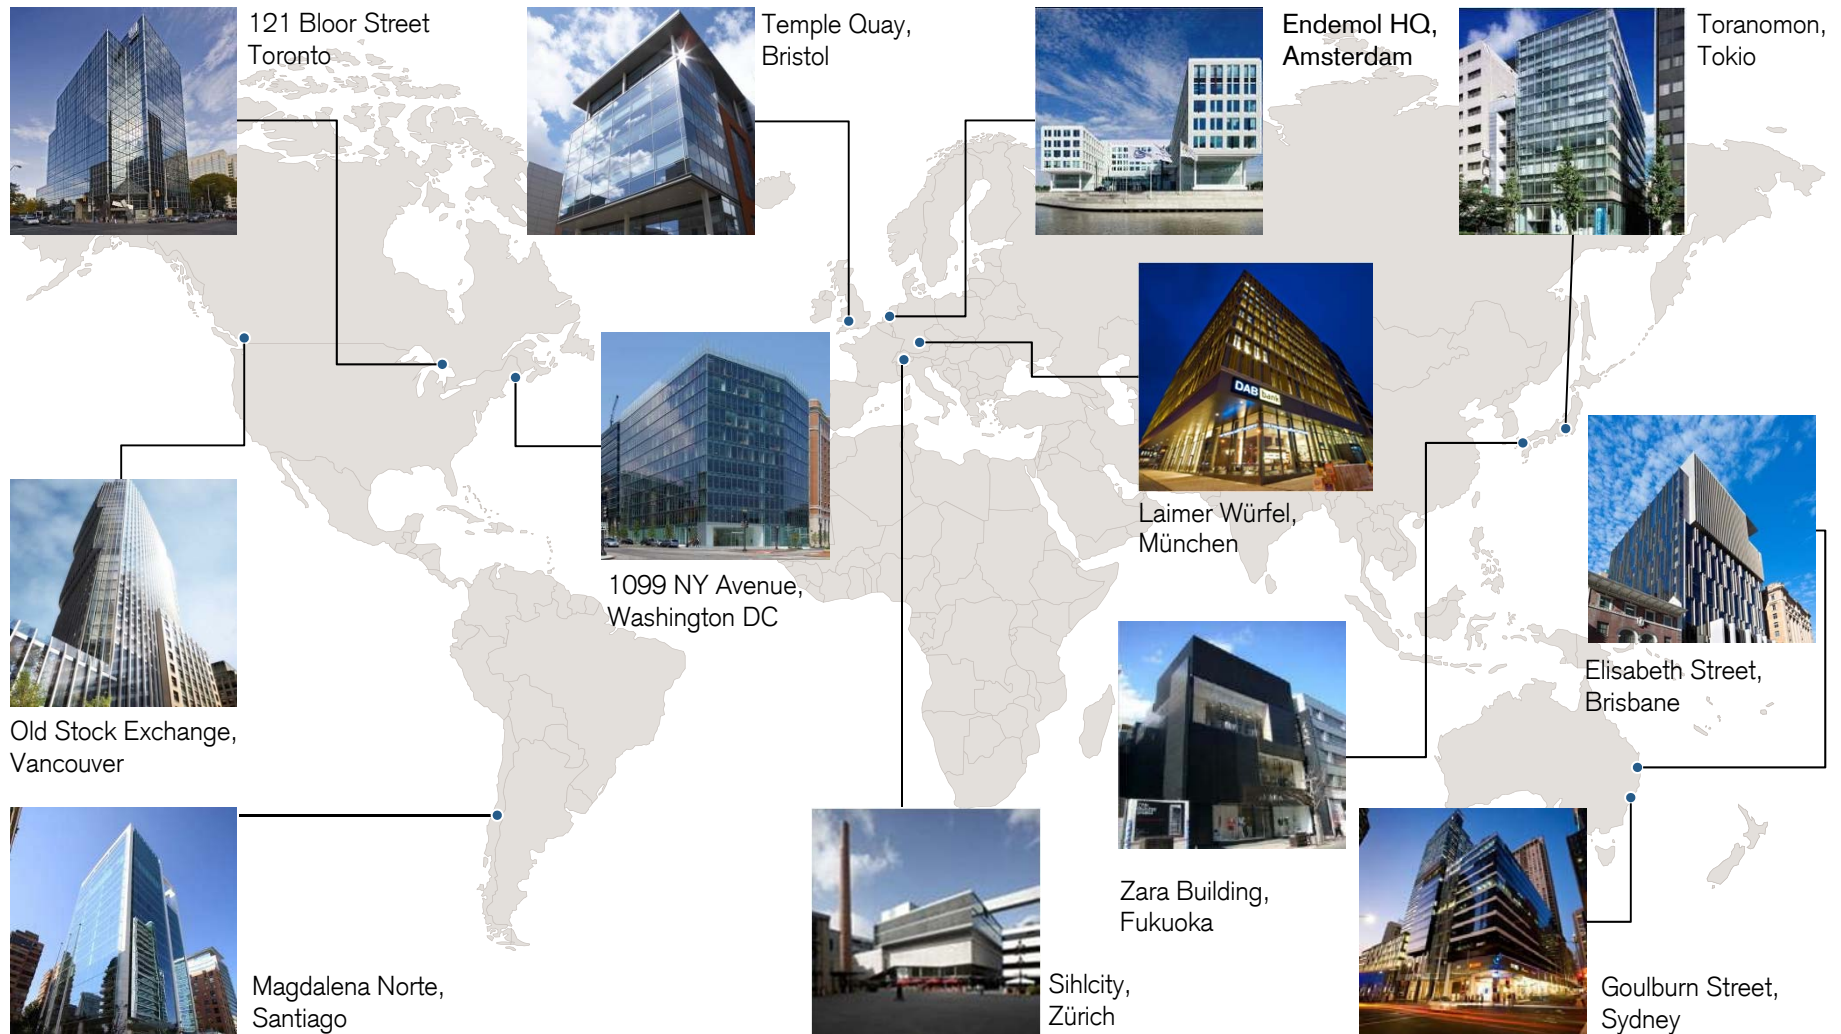 121 Bloor Street
Toronto
Temple Quay,
Bristol
Endemol HQ,
Amsterdam
Toranomon,
Tokio
DAB bank
Laimer Würfel,
München
1099 NY Avenue,
Washington DC
Elisabeth Street,
Brisbane
Old Stock Exchange,
Vancouver
Zara Building,
Fukuoka
Magdalena Norte,
Santiago
Sihlcity,
Zürich
Goulburn Street,
Sydney